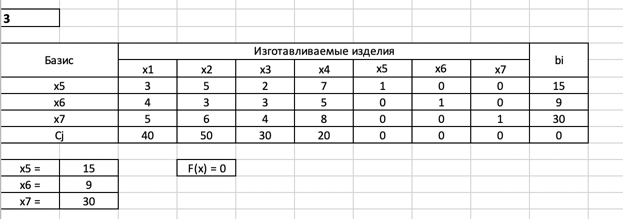 3
Базис Изготавливаемые изделия bi
x1 x2 x3 x4 x5 x6 x7
x5 3 5 2 7 1 0 0 15
x6 4 3 3 5 0 1 0 9
x7 5 6 4 8 0 0 1 30
Cj 40 50 30 20 0 0 0 0
x5 = 15 F(x) = 0
x6 = 9
x7 = 30